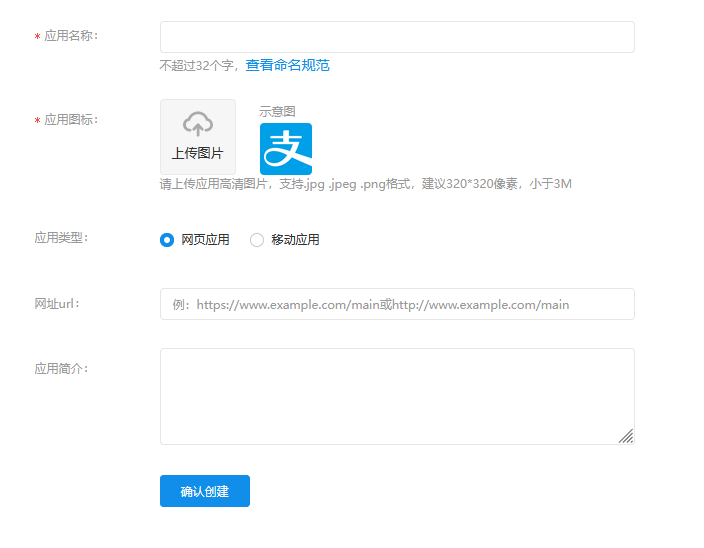 * 应用名称：
不超过32个字，查看命名规范
* 应用图标：
上传图片
示意图
支
请上传应用高清图片，支持.jpg .jpeg .png格式，建议320*320像素，小于3M
应用类型： 网页应用 移动应用
网址url： 例：https://www.example.com/main或http://www.example.com/main
应用简介：
确认创建